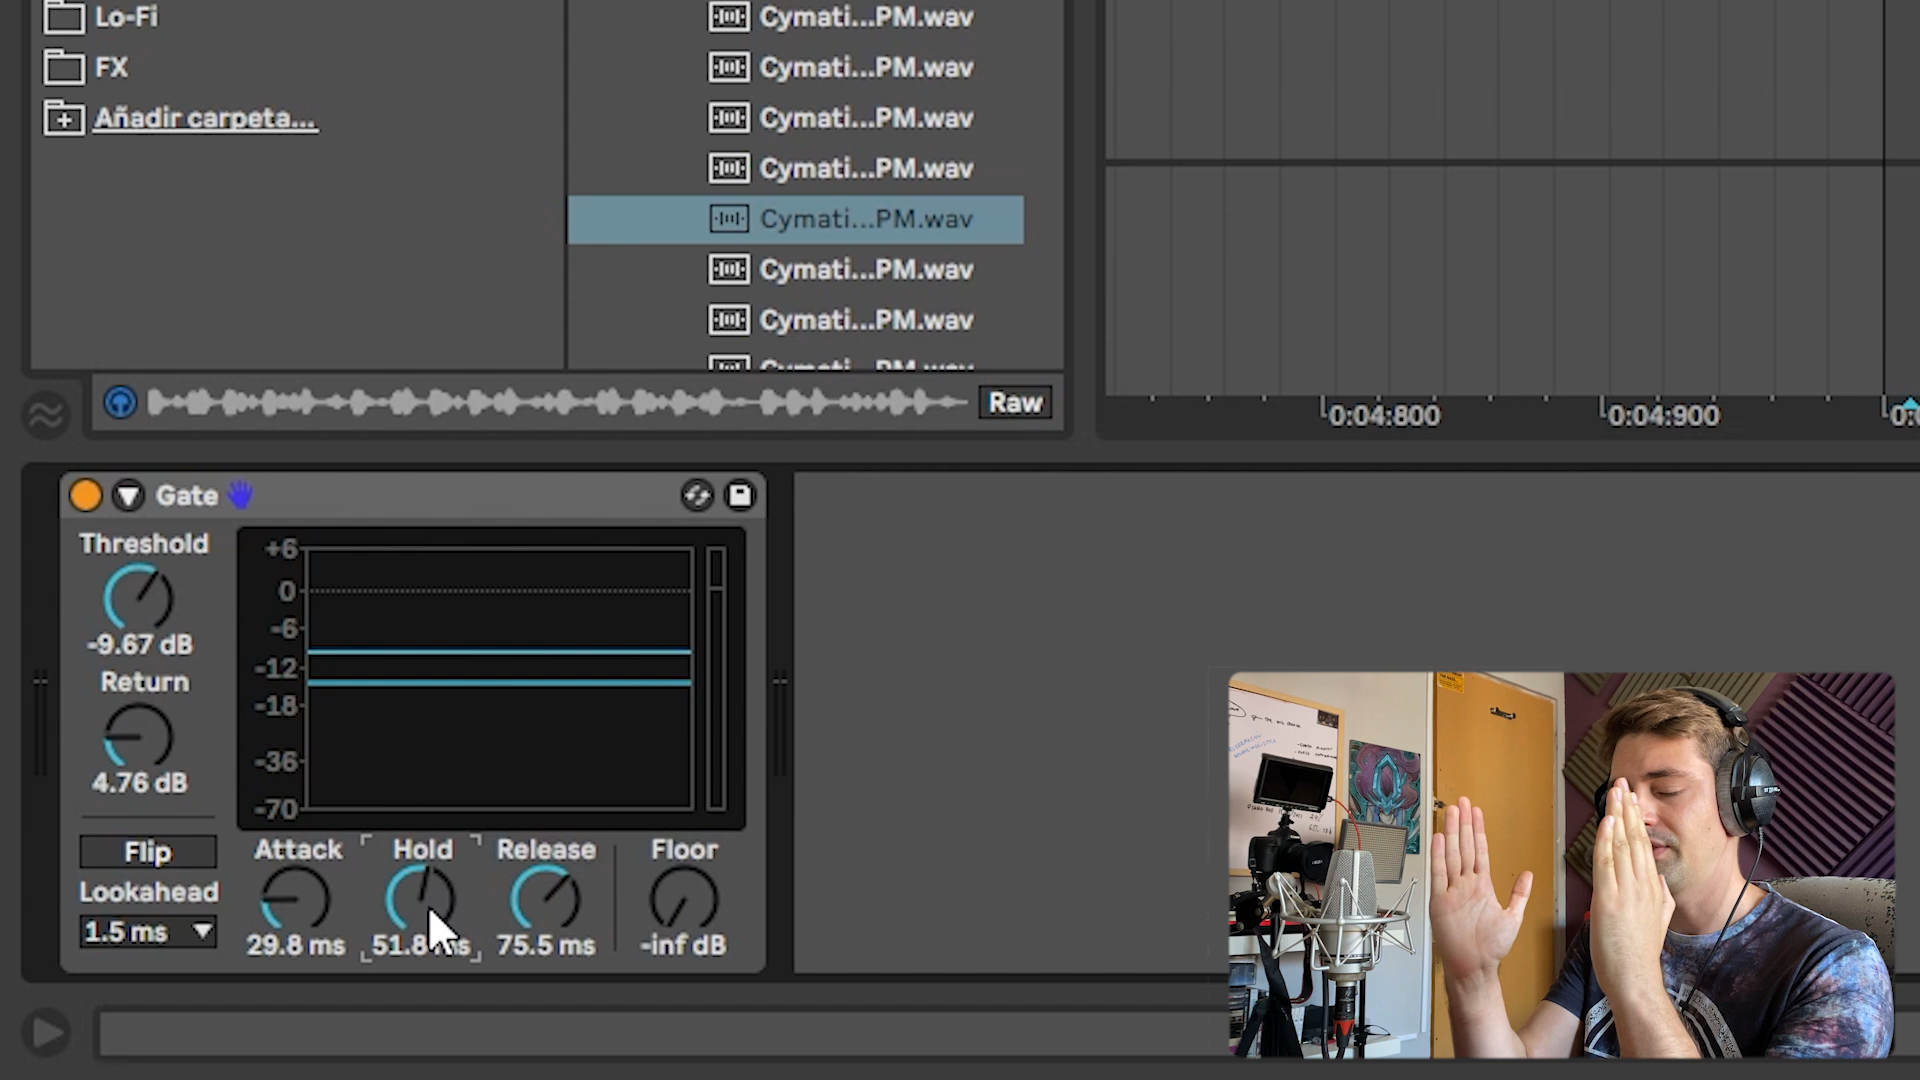 Lo-Fi
FX
Añadir carpeta...
Cymati...PM.wav
Cymati...PM.wav
Cymati...PM.wav
Cymati...PM.wav
Cymati...PM.wav
Cymati...PM.wav
Cymati...PM.wav
Raw
0:04:800
0:04:900
Gate
Threshold
-9.67 dB
Return
4.76 dB
Flip
Lookahead
1.5 ms
+6
0
-6
-12
-18
-36
-70
Attack
29.8 ms
Hold
Release
75.5 ms
Floor
-inf dB